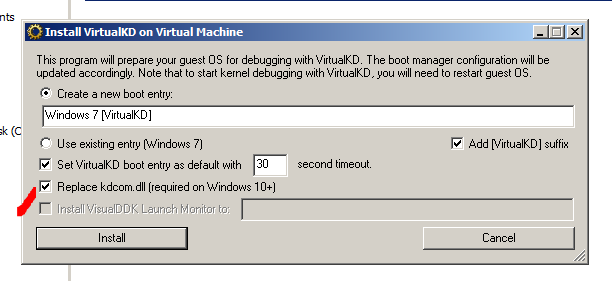 nts
Install VirtualKD on Virtual Machine
This program will prepare your guest OS for debugging with VirtualKD. The boot manager configuration will be
updated accordingly. Note that to start kernel debugging with VirtualKD, you will need to restart guest OS.
Create a new boot entry:
Windows 7 [VirtualKD]
sk (C
Use existing entry (Windows 7)
Add [VirtualKD] suffix
Set VirtualKD boot entry as default with 30 second timeout.
Replace kdcom.dll (required on Windows 10+)
Install VisualDDK Launch Monitor to:
Install
Cancel